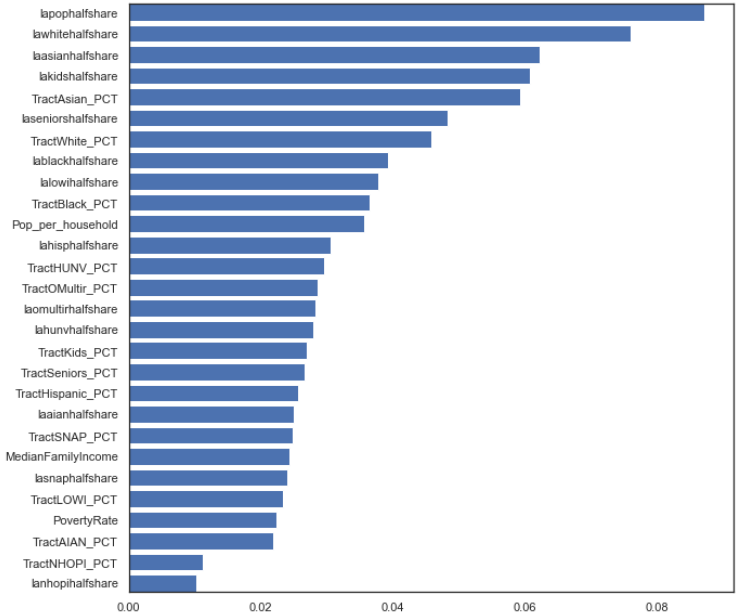 lapophalfshare
lawhitehalfshare
laasianhalfshare
lakidshalfshare
TractAsian_PCT
laseniorshalfshare
TractWhite_PCT
lablackhalfshare
lalowihalfshare
TractBlack_PCT
Pop_per_household
lahisphalfshare
TractHUNV_PCT
TractOMultir_PCT
laomultirhalfshare
lahunvhalfshare
TractKids_PCT
TractSeniors_PCT
TractHispanic_PCT
laaianhalfshare
TractSNAP_PCT
MedianFamilyIncome
lasnaphalfshare
TractLOWI_PCT
PovertyRate
TractAIAN_PCT
TractNHOPI_PCT
lanhopihalfshare
0.00 0.02 0.04 0.06 0.08